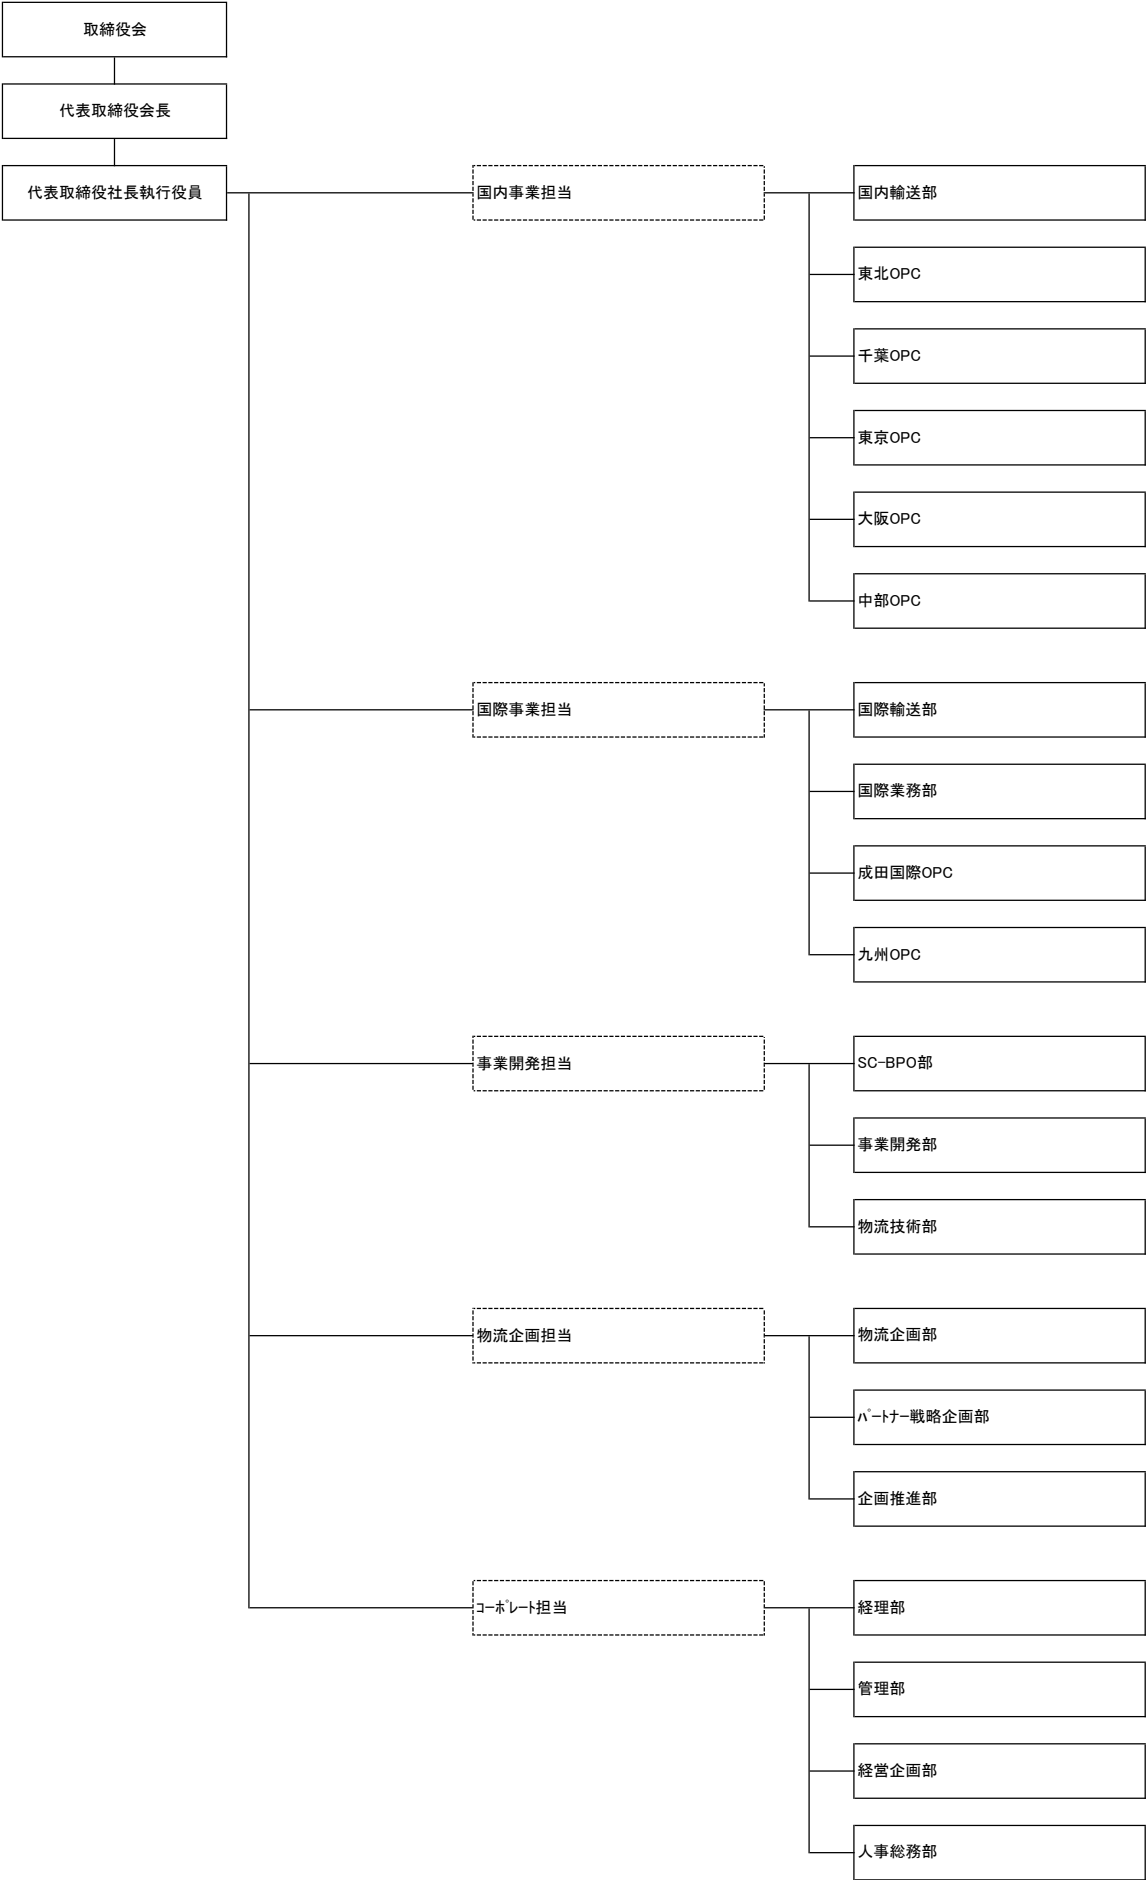 取締役会
代表取締役会長
代表取締役社長執行役員
国内事業担当
国内輸送部
東北OPC
千葉OPC
東京OPC
大阪OPC
中部OPC
国際事業担当
国際輸送部
国際業務部
成田国際OPC
九州OPC
事業開発担当
SC-BPO部
事業開発部
物流技術部
物流企画担当
物流企画部
ﾊﾟｰﾄﾅｰ戦略企画部
企画推進部
ｺｰﾎﾟﾚｰﾄ担当
経理部
管理部
経営企画部
人事総務部